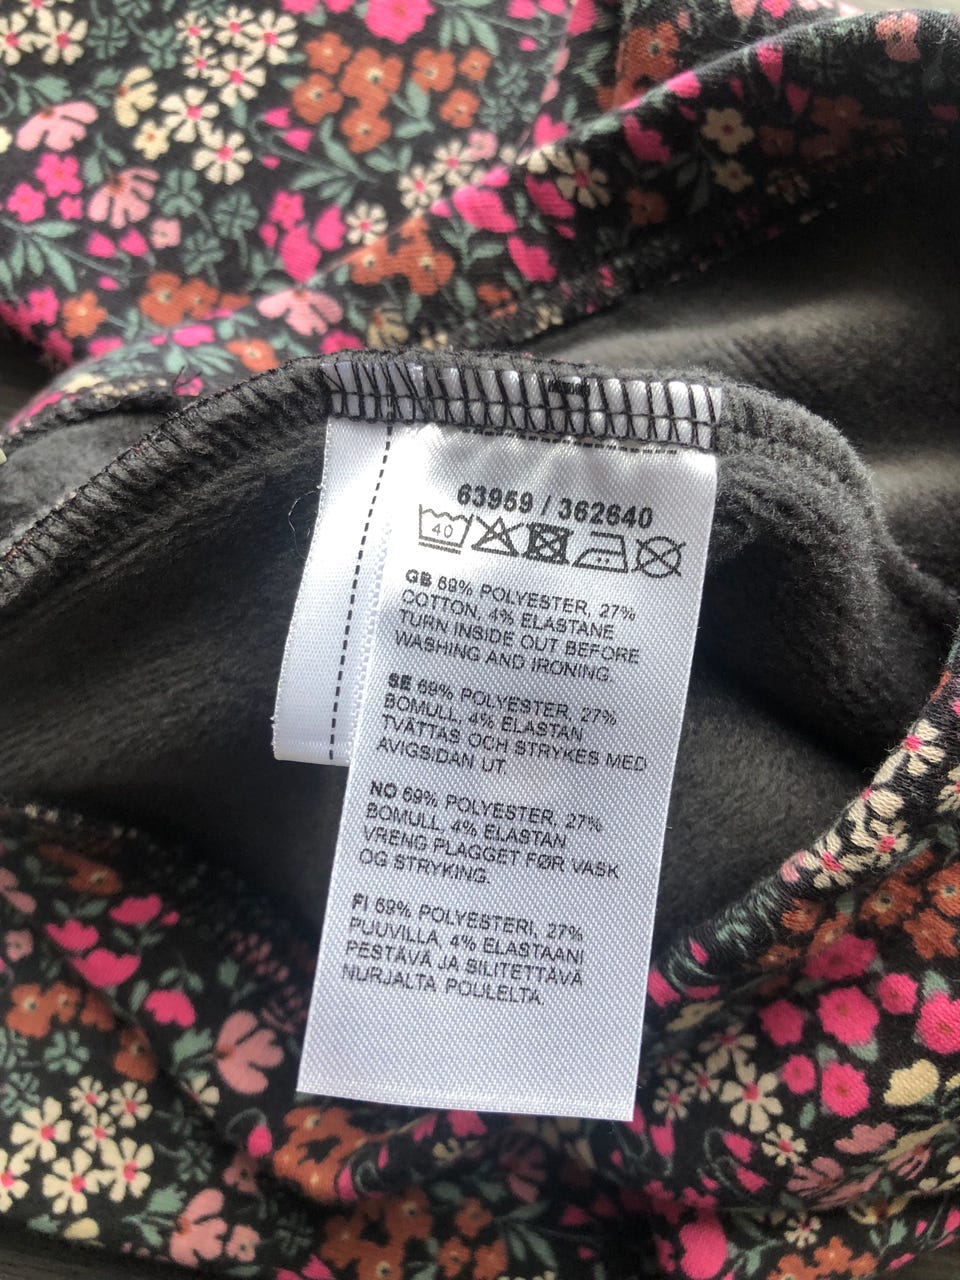 63959 / 362640
40
GB 69% POLYESTER, 27%
COTTON, 4% ELASTANE
TURN INSIDE OUT BEFORE
WASHING AND IRONING.
SE 69% POLYESTER, 27%
BOMULL, 4% ELASTAN
TVÄTTAS OCH STRYKES MED
AVIGSIDAN UT.
NO 69% POLYESTER, 27%
BOMULL, 4% ELASTAN
VRENG PLAGGET FØR VASK
OG STRYKING.
FI 69% POLYESTERI, 27%
PUUVILLA, 4% ELASTAANI
PESTÄVÄ JA SILITETTÄVÄ
NURJALTA POULELTA.